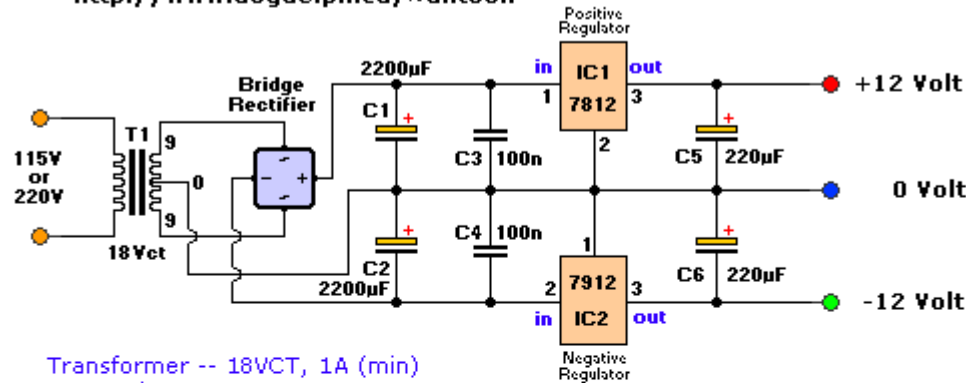 Positive
Regulator
in
IC1
7812
out
1
3
2
2200µF
Bridge
Rectifier
C1
+
C3
100n
C5
+
220µF
+12 Volt
T1
9
0
9
115V
or
220V
18Vct
~
- +
~
0 Volt
+
C2
2200µF
C4
100n
1
2
7912
IC2
3
in
out
+
C6
220µF
-12 Volt
Negative
Regulator
Transformer -- 18VCT, 1A (min)